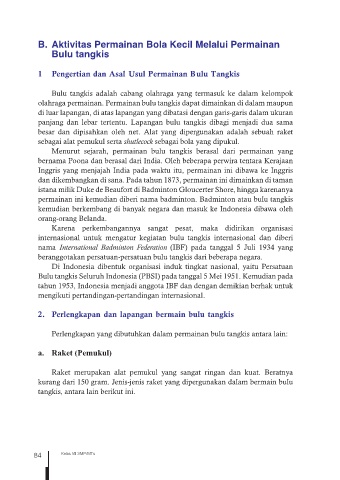 B. Aktivitas Permainan Bola Kecil Melalui Permainan
Bulu tangkis
1 Pengertian dan Asal Usul Permainan Bulu Tangkis
Bulu tangkis adalah cabang olahraga yang termasuk ke dalam kelompok
olahraga permainan. Permainan bulu tangkis dapat dimainkan di dalam maupun
di luar lapangan, di atas lapangan yang dibatasi dengan garis-garis dalam ukuran
panjang dan lebar tertentu. Lapangan bulu tangkis dibagi menjadi dua sama
besar dan dipisahkan oleh net. Alat yang dipergunakan adalah sebuah raket
sebagai alat pemukul serta shutlecock sebagai bola yang dipukul.
Menurut sejarah, permainan bulu tangkis berasal dari permainan yang
bernama Poona dan berasal dari India. Oleh beberapa perwira tentara Kerajaan
Inggris yang menjajah India pada waktu itu, permainan ini dibawa ke Inggris
dan dikembangkan di sana. Pada tahun 1873, permainan ini dimainkan di taman
istana milik Duke de Beaufort di Badminton Gloucerter Shore, hingga karenanya
permainan ini kemudian diberi nama badminton. Badminton atau bulu tangkis
kemudian berkembang di banyak negara dan masuk ke Indonesia dibawa oleh
orang-orang Belanda.
Karena perkembangannya sangat pesat, maka didirikan organisasi
internasional untuk mengatur kegiatan bulu tangkis internasional dan diberi
nama International Badminton Federation (IBF) pada tanggal 5 Juli 1934 yang
beranggotakan persatuan-persatuan bulu tangkis dari beberapa negara.
Di Indonesia dibentuk organisasi induk tingkat nasional, yaitu Persatuan
Bulu tangkis Seluruh Indonesia (PBSI) pada tanggal 5 Mei 1951. Kemudian pada
tahun 1953, Indonesia menjadi anggota IBF dan dengan demikian berhak untuk
mengikuti pertandingan-pertandingan internasional.
2. Perlengkapan dan lapangan bermain bulu tangkis
Perlengkapan yang dibutuhkan dalam permainan bulu tangkis antara lain:
a. Raket (Pemukul)
Raket merupakan alat pemukul yang sangat ringan dan kuat. Beratnya
kurang dari 150 gram. Jenis-jenis raket yang dipergunakan dalam bermain bulu
tangkis, antara lain berikut ini.
84